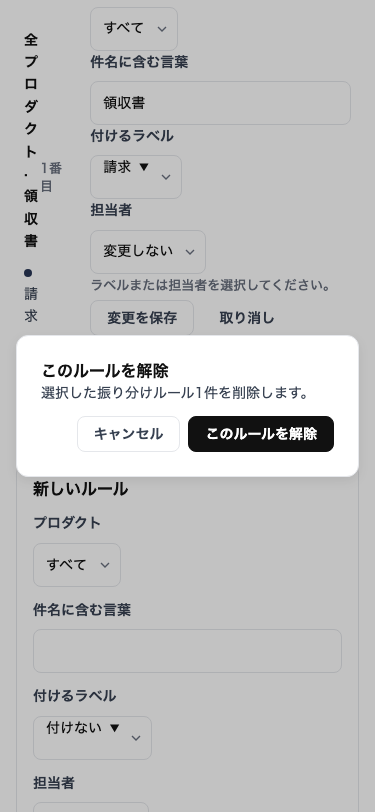 全プロダクト · 領収書
1番目
請求
すべて
件名に含む言葉
領収書
付けるラベル
請求 ▼
担当者
変更しない
ラベルまたは担当者を選択してください。
変更を保存
取り消し
このルールを解除
選択した振り分けルール1件を削除します。
キャンセル
このルールを解除
新しいルール
プロダクト
すべて
件名に含む言葉
付けるラベル
付けない ▼
担当者